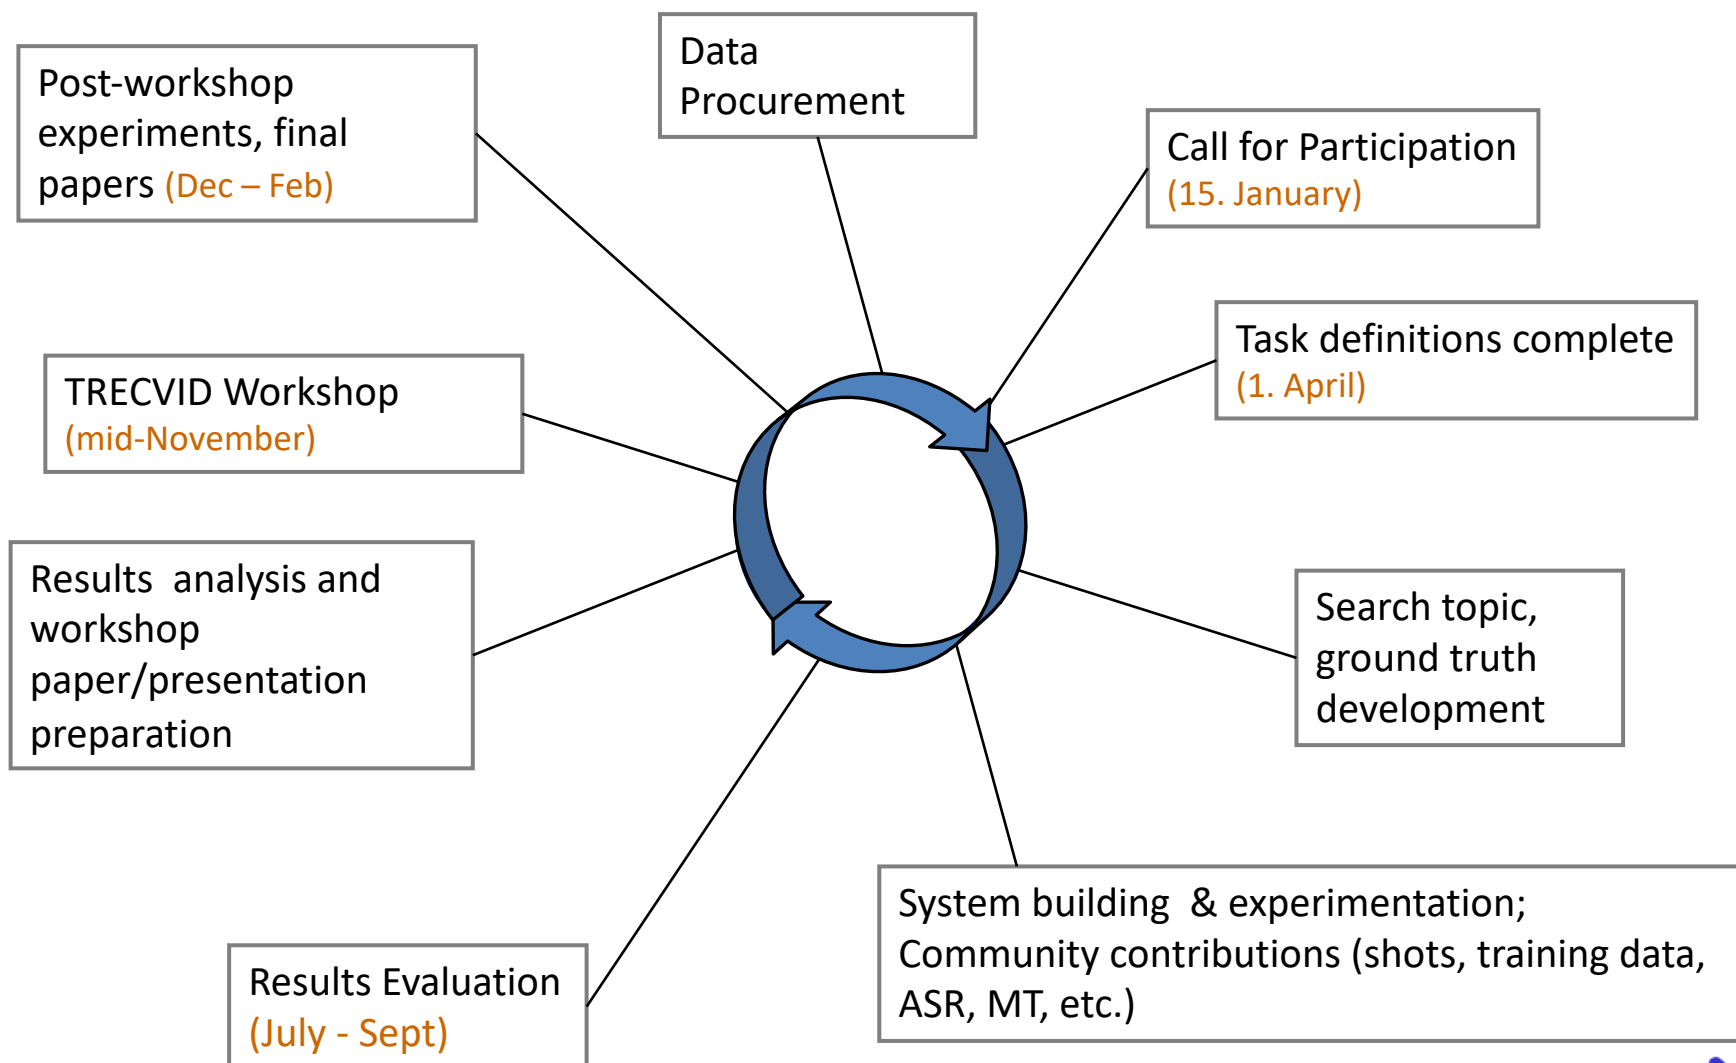 Data
Procurement
Call for Participation
(15. January)
Task definitions complete
(1. April)
Search topic,
ground truth
development
System building  & experimentation;
Community contributions (shots, training data,
ASR, MT, etc.)
Results Evaluation
(July - Sept)
Results  analysis and
workshop
paper/presentation
preparation
TRECVID Workshop
(mid-November)
Post-workshop
experiments, final
papers (Dec – Feb)